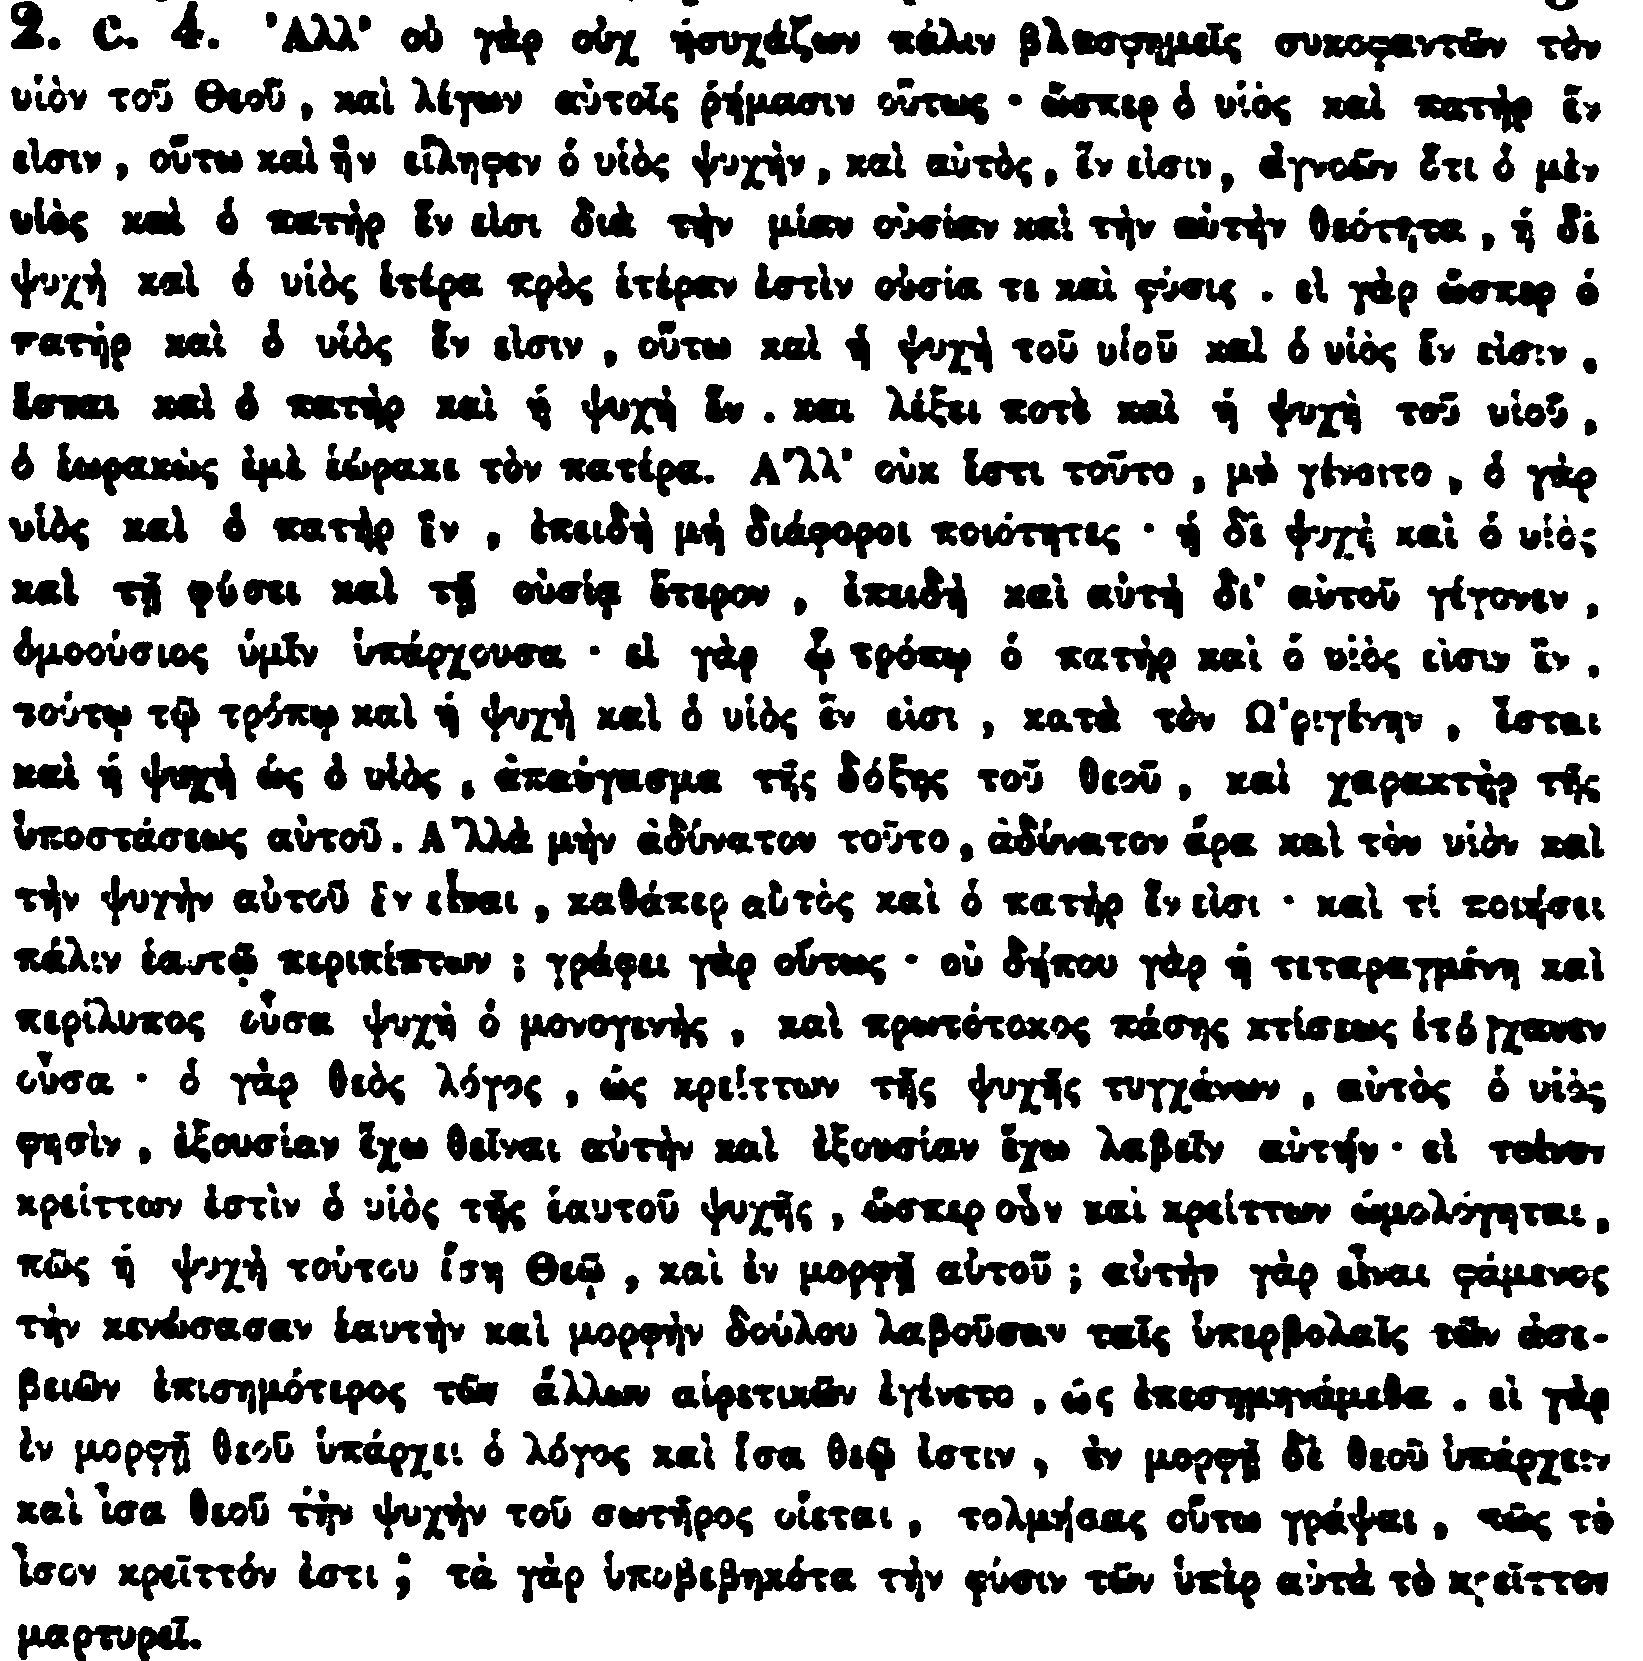 2. C. 4. 'Αλλ' οὐ γὰρ οὐχ ἡσυχάζων πάλιν βλασφημεῖς συκοφαντῶν τὸν
υἱὸν τοῦ Θεοῦ, καὶ λέγων αὐτοῖς ῥήμασιν οὕτως · ὥσπερ ὁ υἱὸς καὶ πατὴρ ἕν
εἰσιν, οὕτω καὶ ἣν εἴληφεν ὁ υἱὸς ψυχὴν, καὶ αὐτὸς, ἕν εἰσιν, ἀγνοῶν ὅτι ὁ μὲν
υἱὸς καὶ ὁ πατὴρ ἕν εἰσι διὰ τὴν μίαν οὐσίαν καὶ τὴν αὐτὴν θεότητα, ἡ δὲ
ψυχὴ καὶ ὁ υἱὸς ἑτέρα πρὸς ἑτέραν ἐστὶν οὐσία τε καὶ φύσις. εἰ γὰρ ὥσπερ ὁ
πατὴρ καὶ ὁ υἱὸς ἕν εἰσιν, οὕτω καὶ ἡ ψυχὴ τοῦ υἱοῦ καὶ ὁ υἱὸς ἕν εἰσιν,
ἔσται καὶ ὁ πατὴρ καὶ ἡ ψυχὴ ἕν. και λέξει ποτὲ καὶ ἡ ψυχὴ τοῦ υἱοῦ,
ὁ ἑωρακὼς ἐμὲ ἑώρακε τὸν πατέρα. Α'λλ' οὐκ ἔστι τοῦτο, μὴ γένοιτο, ὁ γὰρ
υἱὸς καὶ ὁ πατὴρ ἓν, ἐπειδὴ μὴ διάφοροι ποιότητες · ἡ δὲ ψυχὴ καὶ ὁ υἱὸς
καὶ τῇ φύσει καὶ τῇ οὐσίᾳ ἕτερον, ἐπειδὴ καὶ αὐτὴ δι' αὐτοῦ γέγονεν,
ὁμοούσιος ὑμῖν ὑπάρχουσα · εἰ γὰρ ᾧ τρόπῳ ὁ πατὴρ καὶ ὁ υἱὸς εἰσιν ἕν,
τούτῳ τῷ τρόπῳ καὶ ἡ ψυχὴ καὶ ὁ υἱὸς ἕν εἰσι, κατὰ τὸν Ω'ριγένην, ἔσται
καὶ ἡ ψυχὴ ὡς ὁ υἱὸς, ἀπαύγασμα τῆς δόξης τοῦ θεοῦ, καὶ χαρακτὴρ τῆς
ὑποστάσεως αὐτοῦ. Α'λλὰ μὴν ἀδύνατον τοῦτο, ἀδύνατον ἄρα καὶ τὸν υἱὸν καὶ
τὴν ψυχὴν αὐτοῦ ἓν εἶναι, καθάπερ αὐτὸς καὶ ὁ πατὴρ ἕν εἰσι · καὶ τί ποιήσει
πάλιν ἑαυτῷ περιπίπτων ; γράφει γὰρ οὕτως · οὐ δήπου γὰρ ἡ τεταραγμένη καὶ
περίλυπος οὖσα ψυχὴ ὁ μονογενὴς, καὶ πρωτότοκος πάσης κτίσεως ἐτύγχανεν
οὖσα · ὁ γὰρ θεὸς λόγος, ὡς κρείττων τῆς ψυχῆς τυγχάνων, αὐτὸς ὁ υἱὸς
φησὶν, ἐξουσίαν ἔχω θεῖναι αὐτὴν καὶ ἐξουσίαν ἔχω λαβεῖν αὐτήν · εἰ τοίνυν
κρείττων ἐστὶν ὁ υἱὸς τῆς ἑαυτοῦ ψυχῆς, ὥσπερ οὖν καὶ κρείττων ὡμολόγηται,
πῶς ἡ ψυχὴ τούτου ἴση Θεῷ, καὶ ἐν μορφῇ αὐτοῦ ; αὐτὴν γὰρ εἶναι φάμενος
τὴν κενώσασαν ἑαυτὴν καὶ μορφὴν δούλου λαβοῦσαν ταῖς ὑπερβολαῖς τῶν ἀσε-
βειῶν ἐπισημότερος τῶν ἄλλων αἱρετικῶν ἐγένετο, ὡς ἐπεσημηνάμεθα. εἰ γὰρ
ἐν μορφῇ θεοῦ ὑπάρχει ὁ λόγος καὶ ἴσα θεῷ ἐστιν, ἐν μορφῇ δὲ θεοῦ ὑπάρχειν
καὶ ἶσα θεοῦ τὴν ψυχὴν τοῦ σωτῆρος οἴεται, τολμήσας οὕτω γράψαι, πῶς τὸ
ἶσον κρεῖττόν ἐστι ; τὰ γὰρ ὑποβεβηκότα τὴν φύσιν τῶν ὑπὲρ αὐτὰ τὸ κρεῖττον
μαρτυρεῖ.